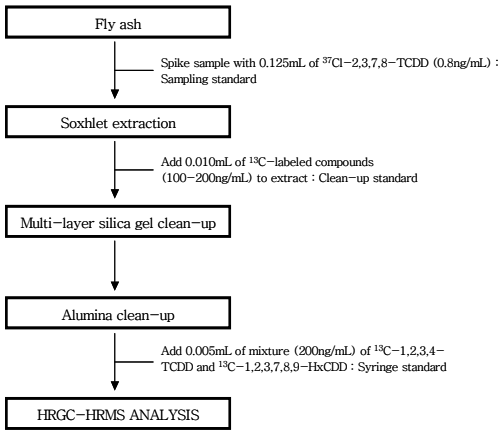 Fly ash
Spike sample with 0.125mL of ³⁷Cl-2,3,7,8-TCDD (0.8ng/mL) :
Sampling standard
Soxhlet extraction
Add 0.010mL of ¹³C-labeled compounds
(100-200ng/mL) to extract : Clean-up standard
Multi-layer silica gel clean-up
Alumina clean-up
Add 0.005mL of mixture (200ng/mL) of ¹³C-1,2,3,4-
TCDD and ¹³C-1,2,3,7,8,9-HxCDD : Syringe standard
HRGC-HRMS ANALYSIS